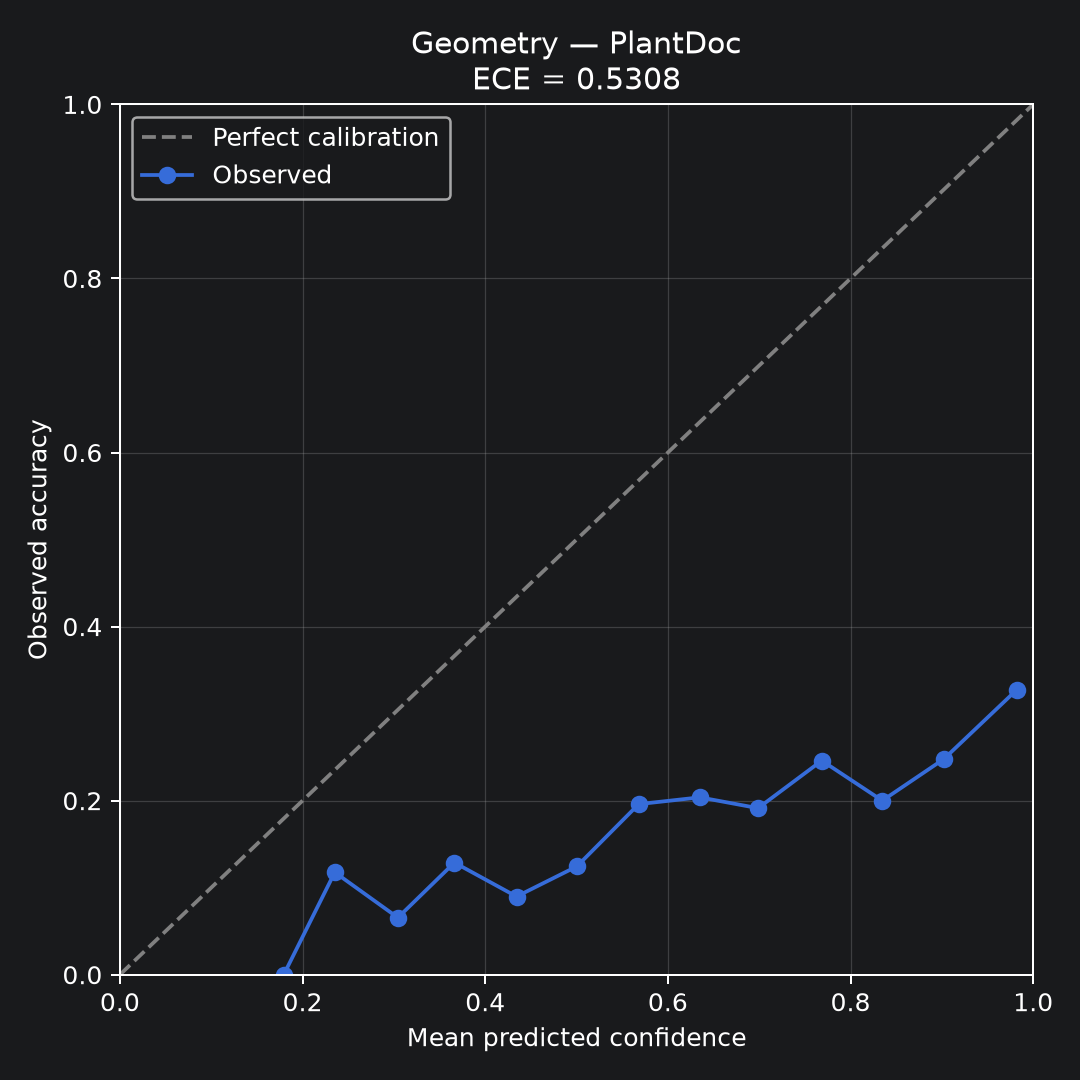 Geometry — PlantDoc
ECE = 0.5308
Perfect calibration
Observed
Observed accuracy
1.0
0.8
0.6
0.4
0.2
0.0
0.0 0.2 0.4 0.6 0.8 1.0
Mean predicted confidence